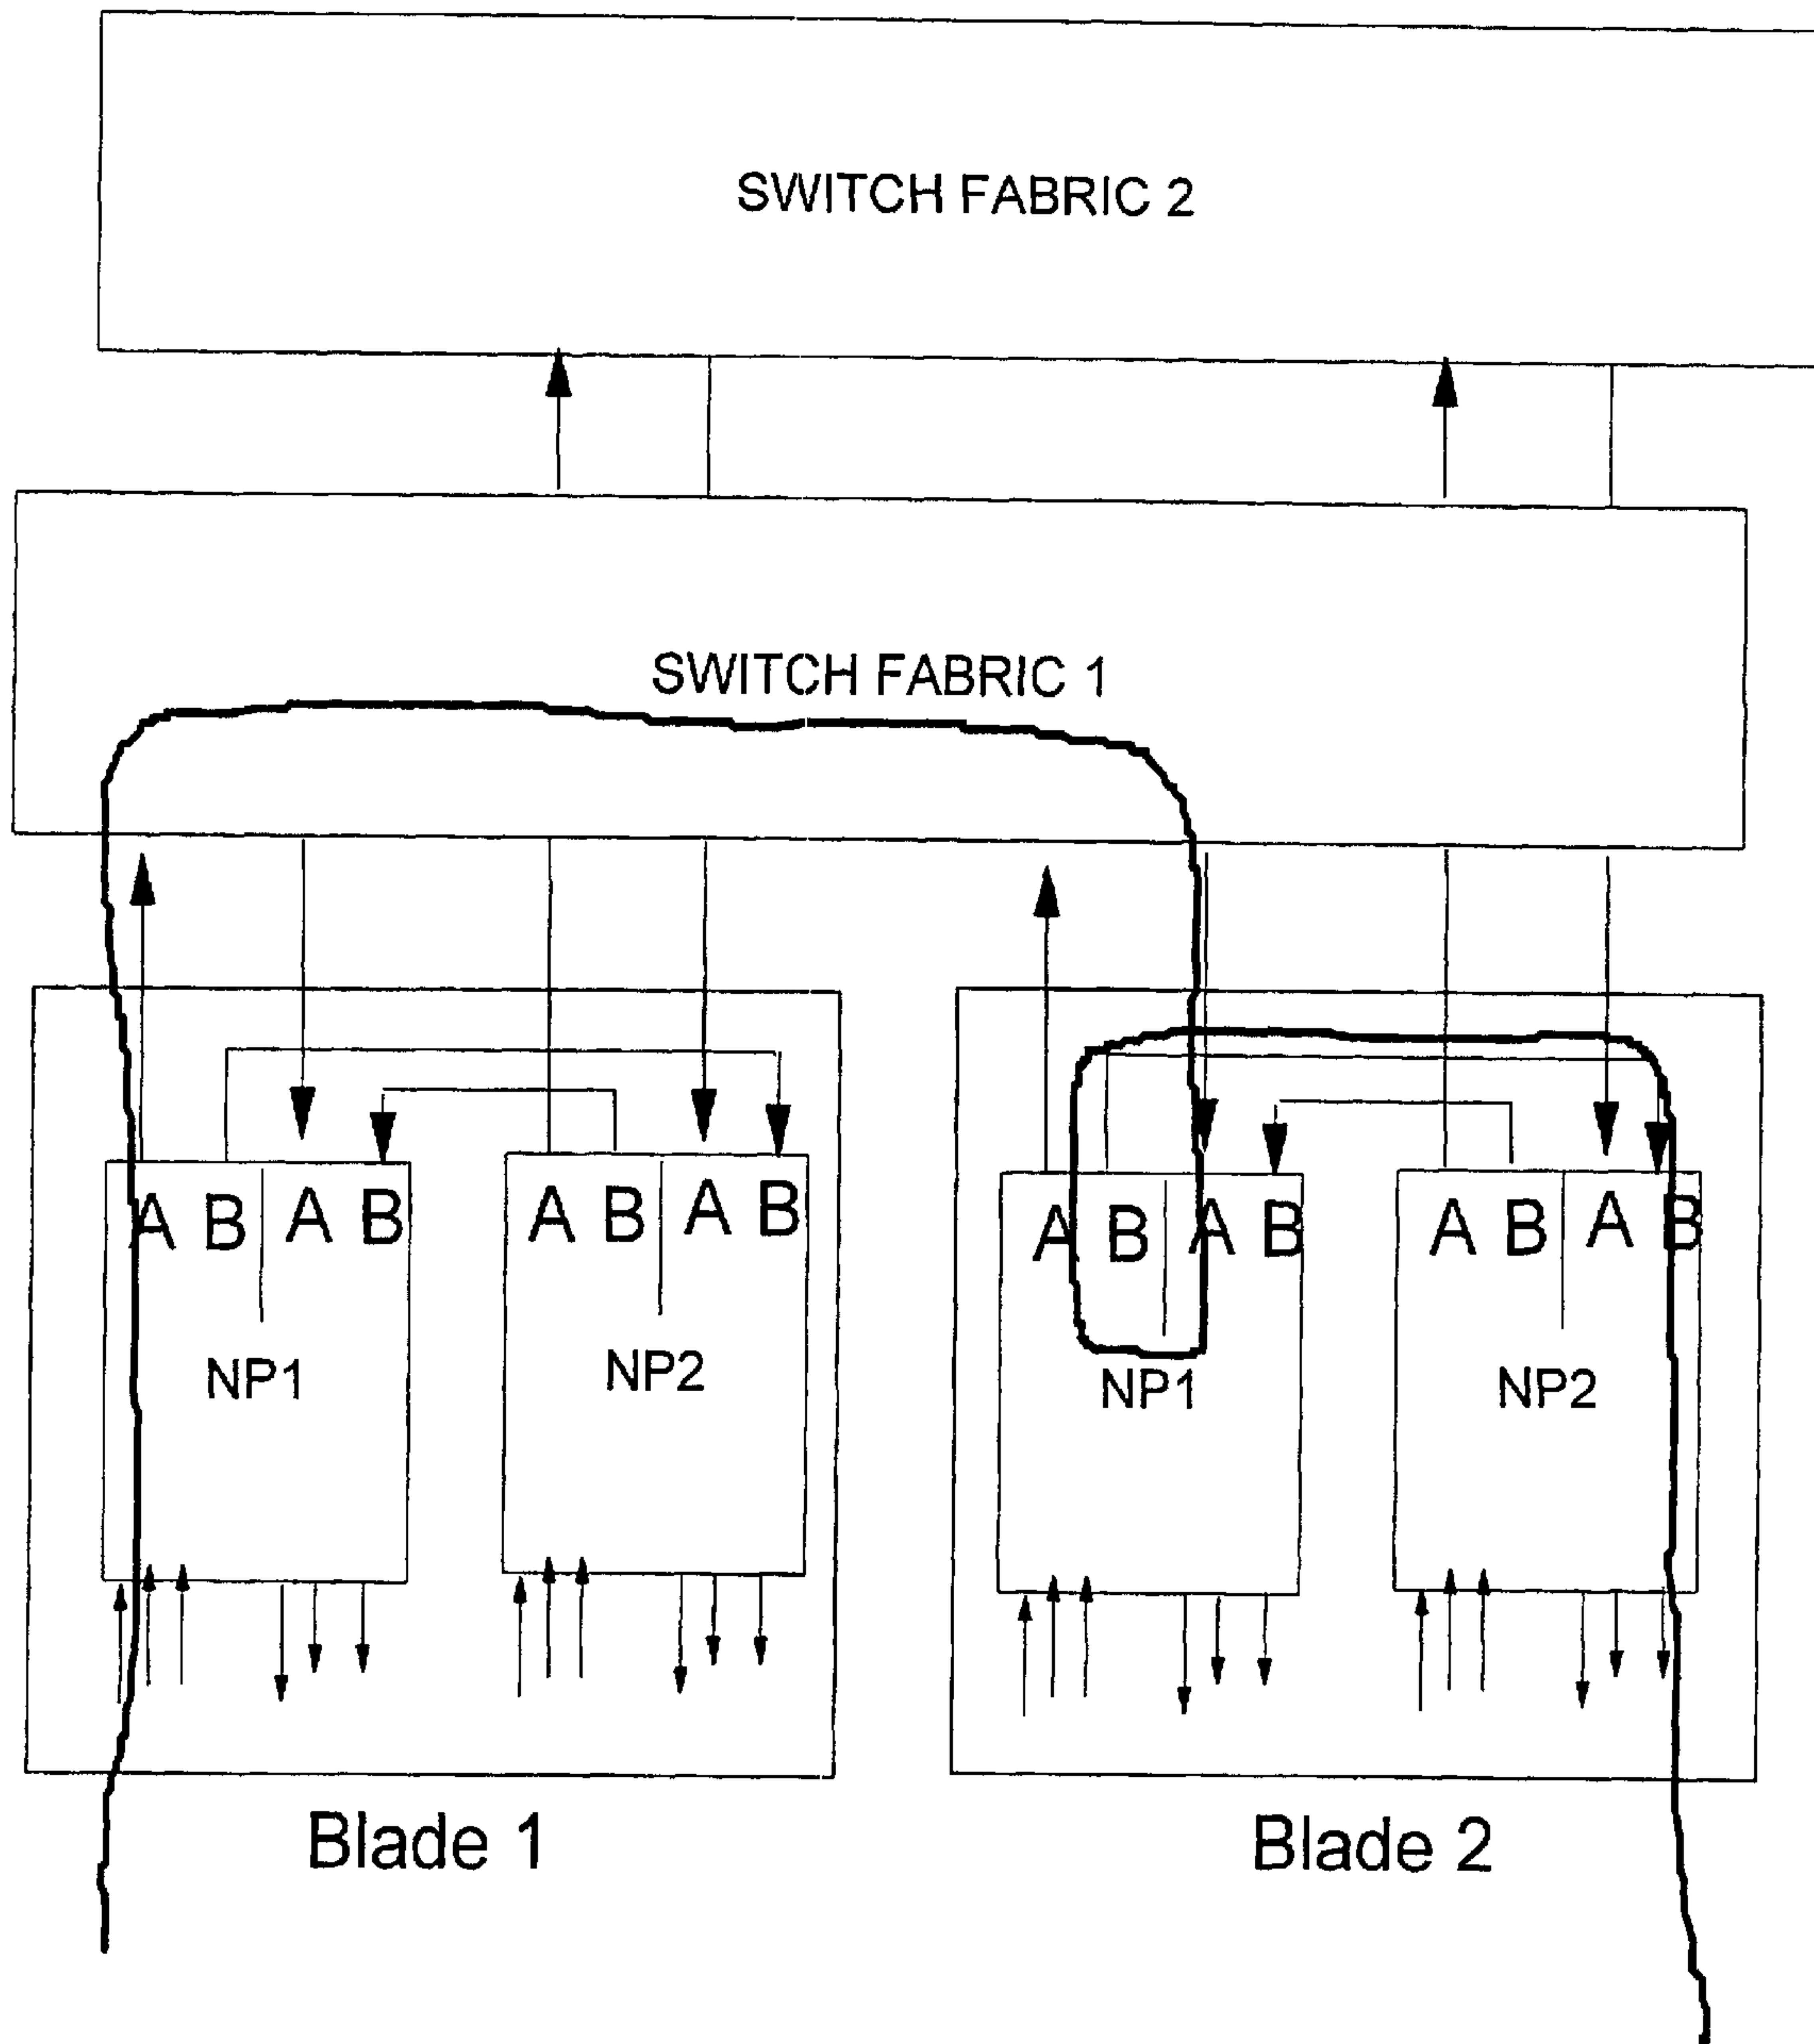 SWITCH FABRIC 2
SWITCH FABRIC 1
A B A B A B A B A B A B A B A B
NP1 NP2 NP1 NP2
Blade 1 Blade 2